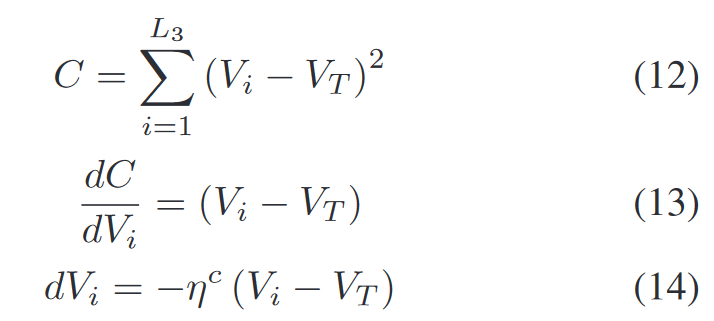 C = \sum_{i=1}^{L_3} (V_i - V_T)^2 (12)
\frac{dC}{dV_i} = (V_i - V_T) (13)
dV_i = -\eta^c (V_i - V_T) (14)